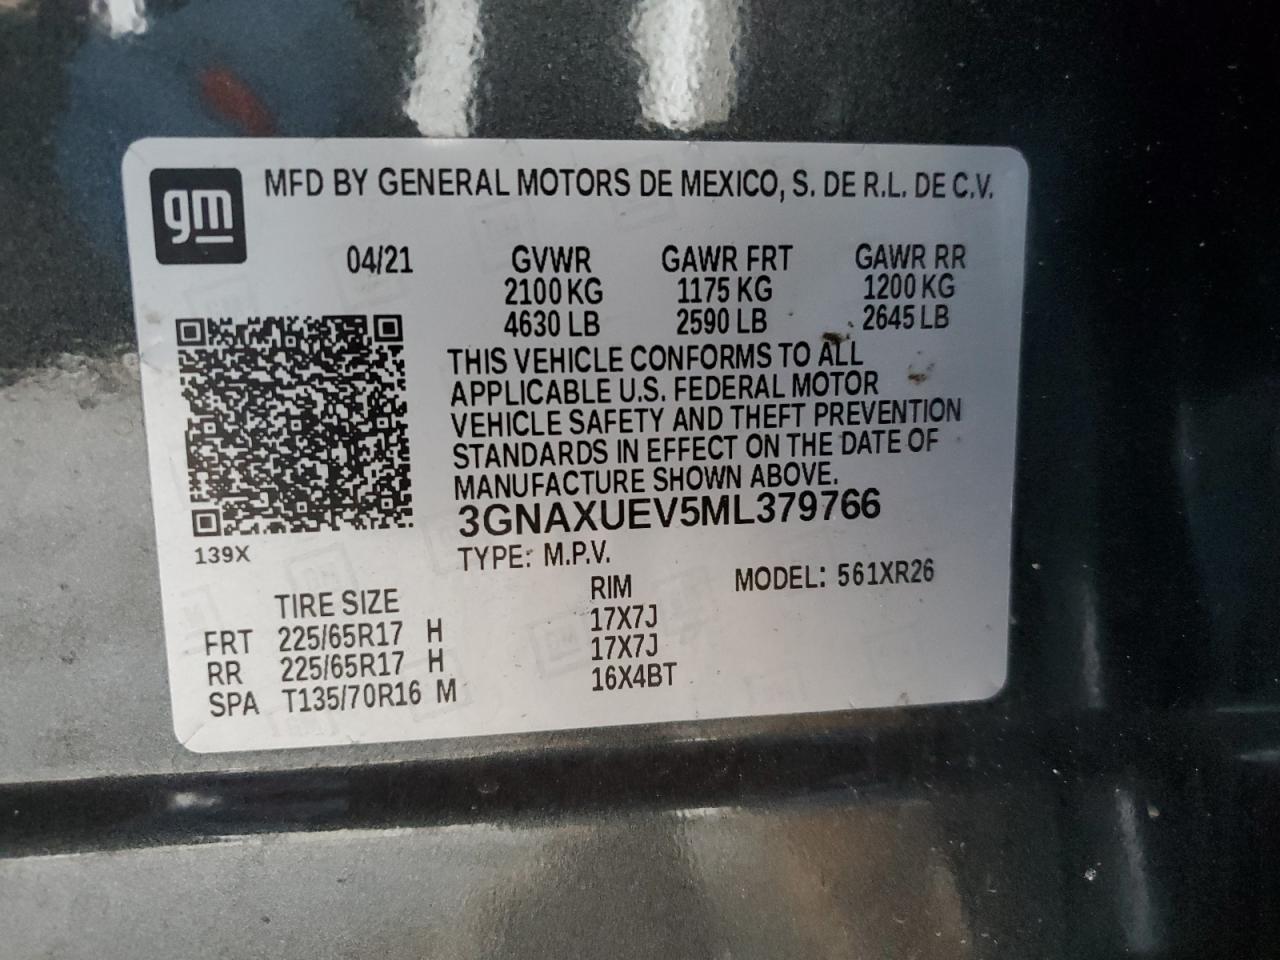 gm
MFD BY GENERAL MOTORS DE MEXICO, S. DE R.L. DE C.V.
04/21 GVWR GAWR FRT GAWR RR
2100 KG 1175 KG 1200 KG
4630 LB 2590 LB 2645 LB
THIS VEHICLE CONFORMS TO ALL
APPLICABLE U.S. FEDERAL MOTOR
VEHICLE SAFETY AND THEFT PREVENTION
STANDARDS IN EFFECT ON THE DATE OF
MANUFACTURE SHOWN ABOVE.
3GNAXUEV5ML379766
139X TYPE: M.P.V.
TIRE SIZE RIM MODEL: 561XR26
FRT 225/65R17 H 17X7J
RR 225/65R17 H 17X7J
SPA T135/70R16 M 16X4BT